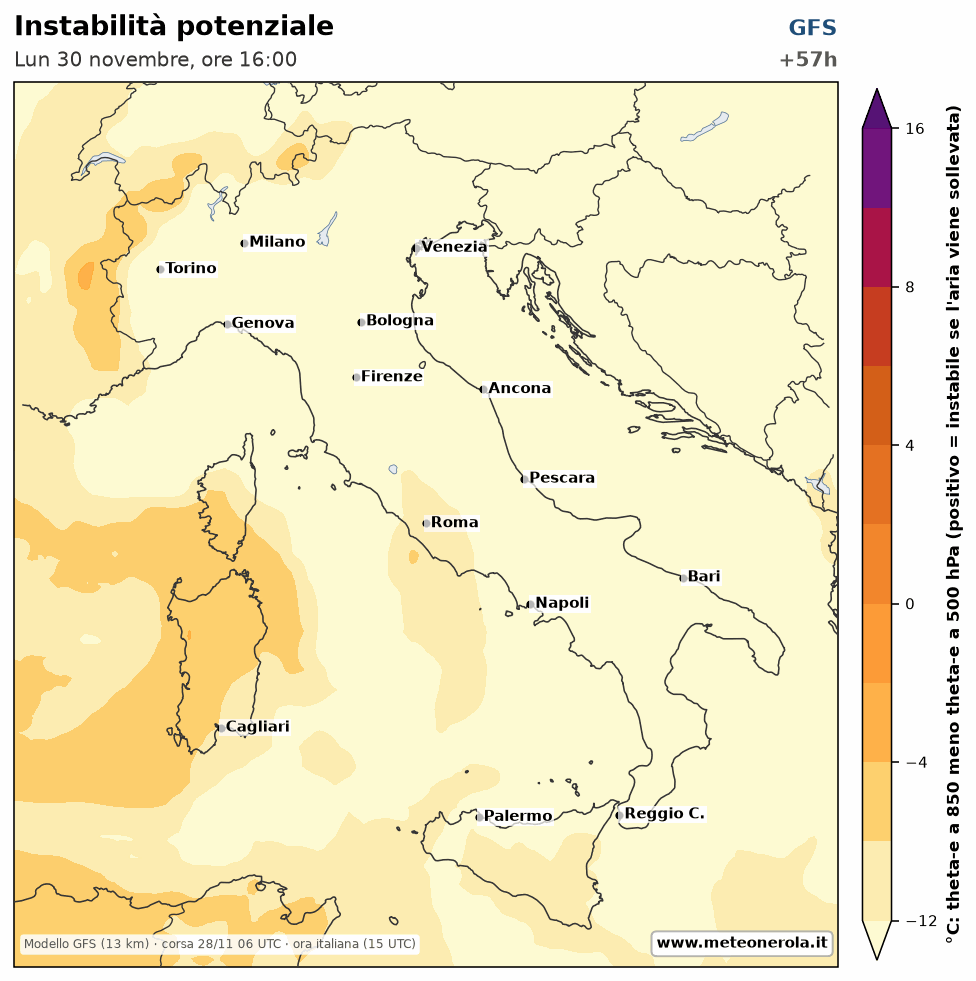 Instabilità potenziale
GFS
Lun 30 novembre, ore 16:00
+57h
Milano
Venezia
Torino
Genova
Bologna
Firenze
Ancona
Pescara
Roma
Bari
Napoli
Cagliari
Palermo
Reggio C.
Modello GFS (13 km) · corsa 28/11 06 UTC · ora italiana (15 UTC)
www.meteonerola.it
16
8
4
0
−4
−12
°C: theta-e a 850 meno theta-e a 500 hPa (positivo = instabile se l'aria viene sollevata)